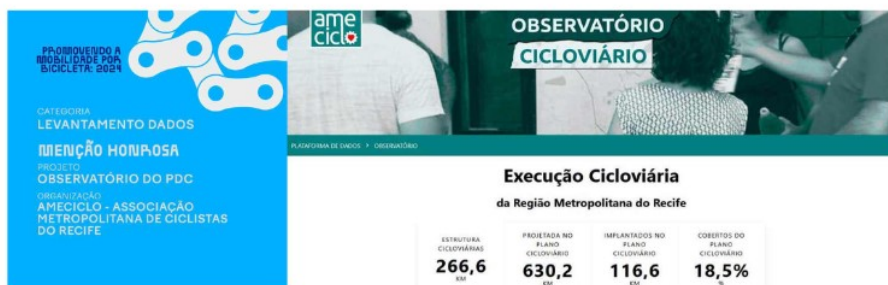 PROMOVENDO A
MOBILIDADE POR
BICICLETA: 2024
CATEGORIA
LEVANTAMENTO DADOS
MENÇÃO HONROSA
PROJETO
OBSERVATÓRIO DO PDC
ORGANIZAÇÃO
AMECICLO - ASSOCIAÇÃO
METROPOLITANA DE CICLISTAS
DO RECIFE
ame
ciclo
OBSERVATÓRIO
CICLOVIÁRIO
PLATAFORMA DE DADOS > OBSERVATÓRIO
Execução Cicloviária
da Região Metropolitana do Recife
ESTRUTURA
CICLOVIÁRIAS
266,6
KM
PROJETADA NO
PLANO
CICLOVIÁRIO
630,2
KM
IMPLANTADOS NO
PLANO
CICLOVIÁRIO
116,6
KM
COBERTOS DO
PLANO
CICLOVIÁRIO
18,5%
%